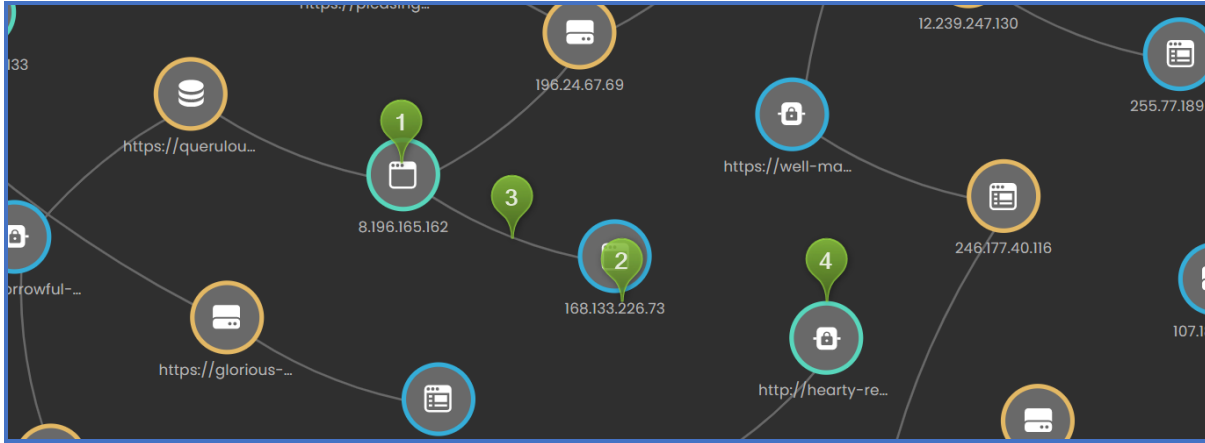 https://pleasing-...
12.239.247.130
133
196.24.67.69
255.77.189
https://querulou...
1
https://well-ma...
3
8.196.165.162
246.177.40.116
2
4
orrowful-...
168.133.226.73
107.1
https://glorious-...
http://hearty-re...